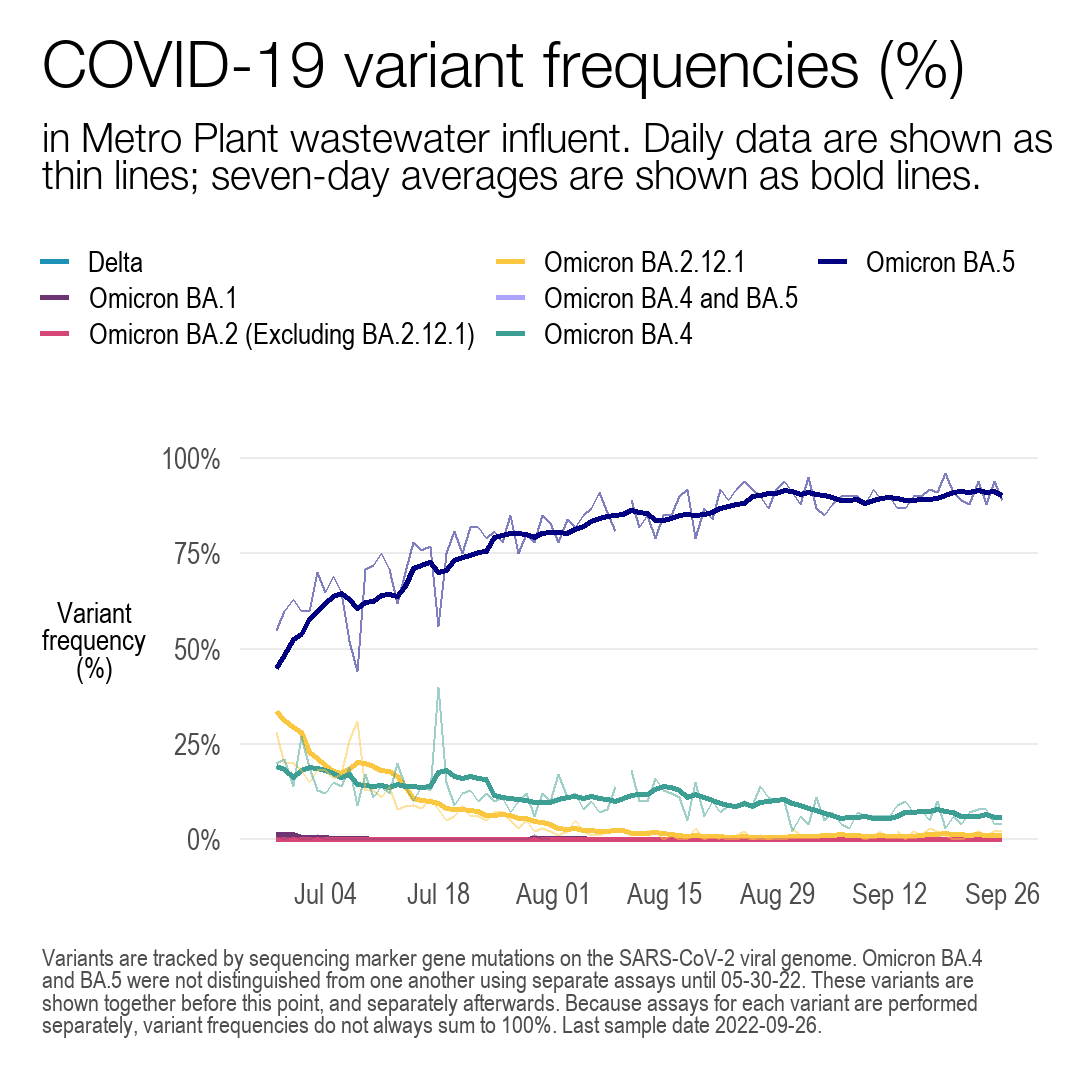 COVID-19 variant frequencies (%)
in Metro Plant wastewater influent. Daily data are shown as
thin lines; seven-day averages are shown as bold lines.
Delta
Omicron BA.1
Omicron BA.2 (Excluding BA.2.12.1)
Omicron BA.2.12.1
Omicron BA.4 and BA.5
Omicron BA.4
Omicron BA.5
Variant
frequency
(%)
100%
75%
50%
25%
0%
Jul 04
Jul 18
Aug 01
Aug 15
Aug 29
Sep 12
Sep 26
Variants are tracked by sequencing marker gene mutations on the SARS-CoV-2 viral genome. Omicron BA.4
and BA.5 were not distinguished from one another using separate assays until 05-30-22. These variants are
shown together before this point, and separately afterwards. Because assays for each variant are performed
separately, variant frequencies do not always sum to 100%. Last sample date 2022-09-26.